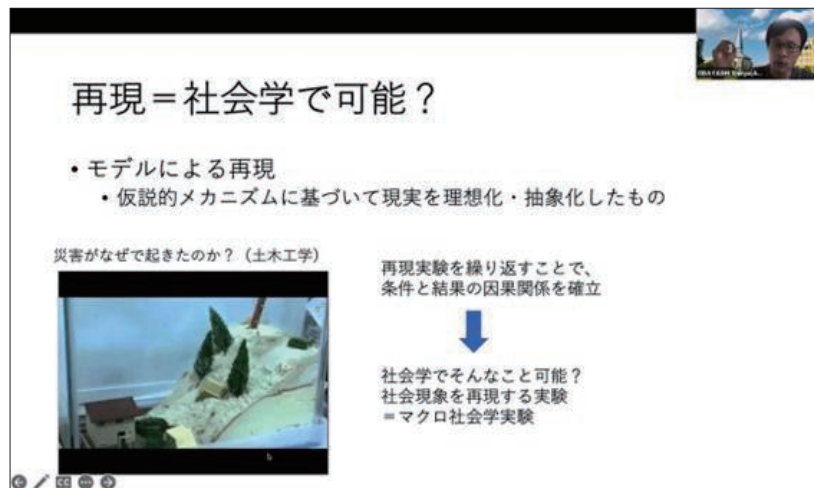 再現＝社会学で可能？
• モデルによる再現
• 仮説的メカニズムに基づいて現実を理想化・抽象化したもの
災害がなぜで起きたのか？（土木工学）
再現実験を繰り返すことで、
条件と結果の因果関係を確立
社会学でそんなこと可能？
社会現象を再現する実験
＝マクロ社会学実験
CC